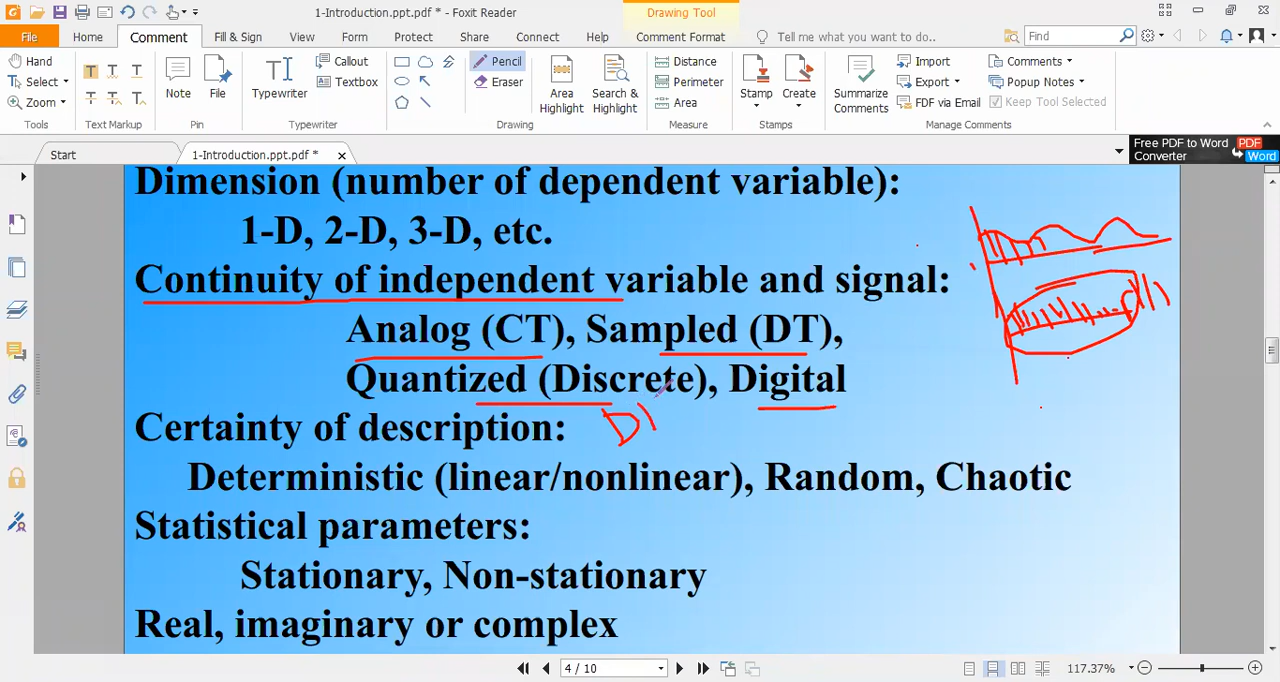 1-Introduction.ppt.pdf * - Foxit Reader
Drawing Tool
File Home Comment Fill & Sign View Form Protect Share Connect Help Comment Format Tell me what you want to do.. Find
Hand
Select
Zoom
Tools
Text Markup
Note
File
Pin
Typewriter
Callout
Textbox
Typewriter
Pencil
Eraser
Area Highlight
Search & Highlight
Drawing
Distance
Perimeter
Area
Measure
Stamp
Create
Stamps
Summarize Comments
Import
Export
FDF via Email
Comments
Popup Notes
Keep Tool Selected
Manage Comments
Start
1-Introduction.ppt.pdf *
Free PDF to Word Converter
PDF
Word
Dimension (number of dependent variable):
1-D, 2-D, 3-D, etc.
Continuity of independent variable and signal:
Analog (CT), Sampled (DT),
Quantized (Discrete), Digital
Certainty of description:
Deterministic (linear/nonlinear), Random, Chaotic
Statistical parameters:
Stationary, Non-stationary
Real, imaginary or complex
4 / 10
117.37%